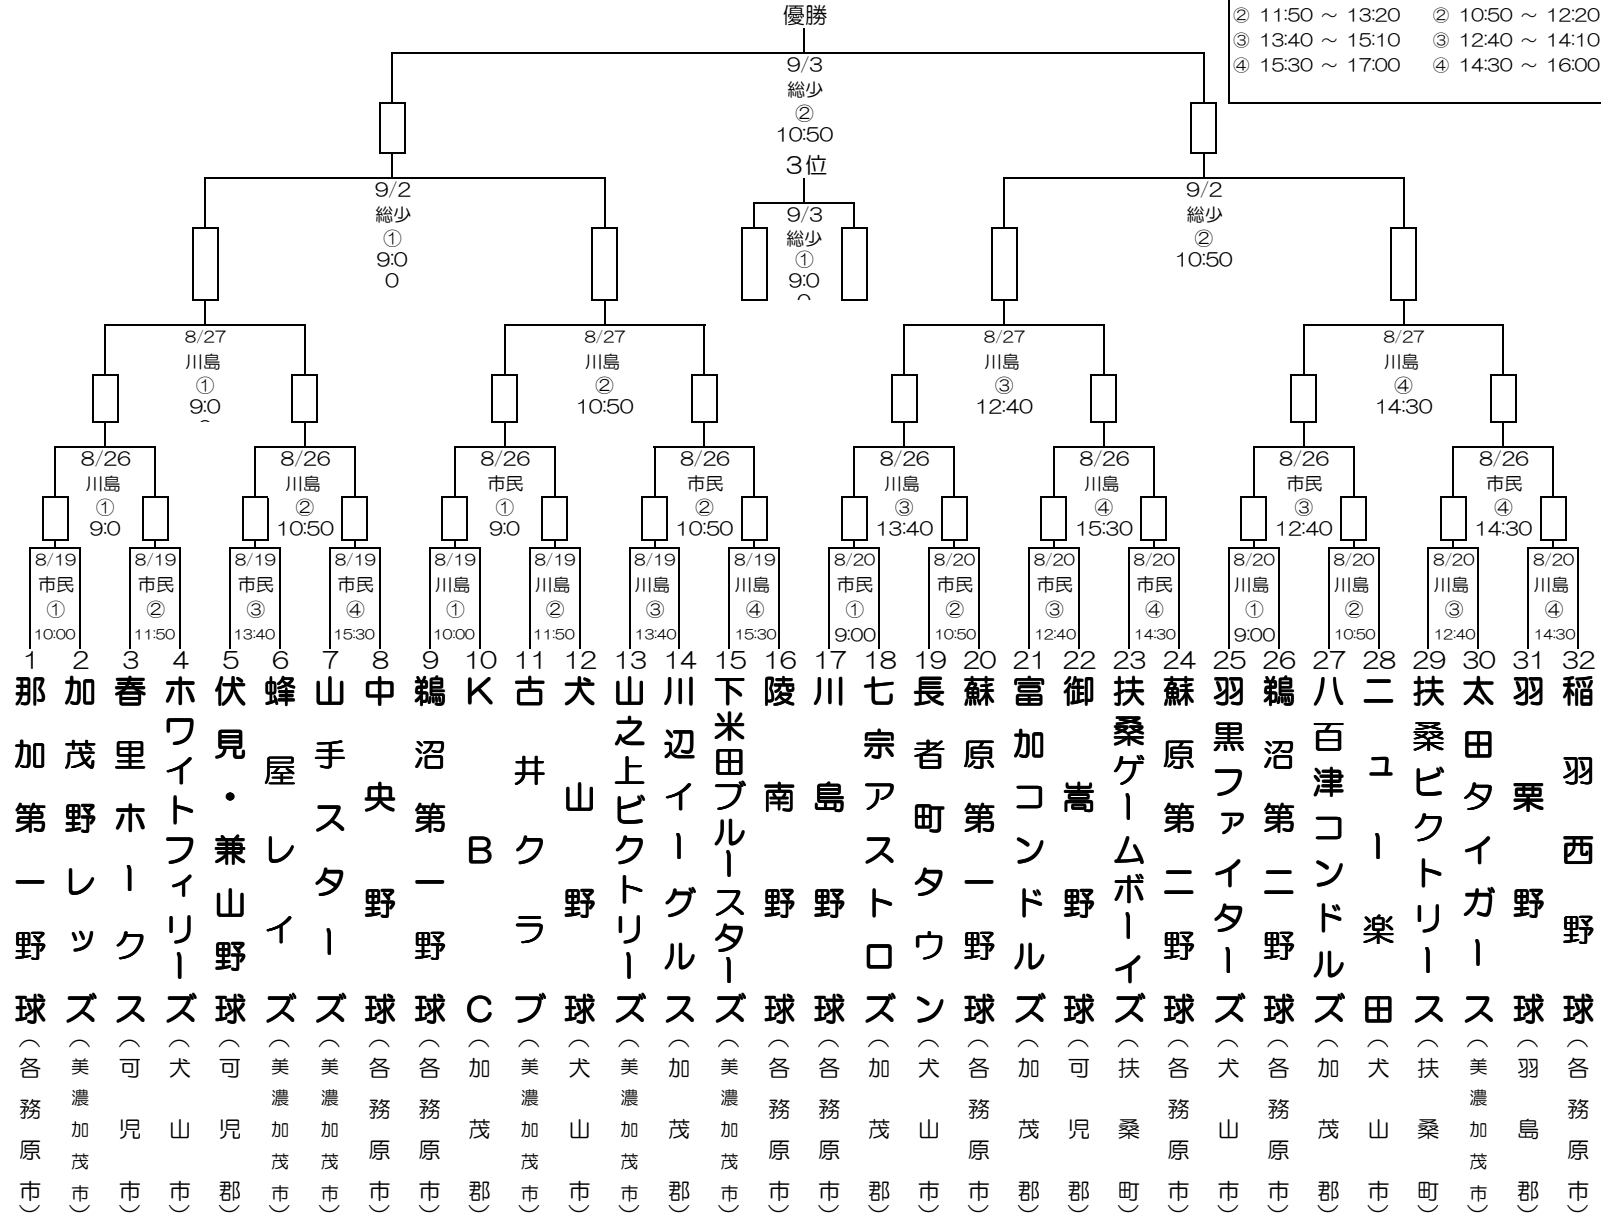 優勝
② 11:50 ～ 13:20 ② 10:50 ～ 12:20
③ 13:40 ～ 15:10 ③ 12:40 ～ 14:10
④ 15:30 ～ 17:00 ④ 14:30 ～ 16:00
9/3
総少
②
10:50
3位
9/3
総少
①
9:0
9/2
総少
①
9:0
0
9/2
総少
②
10:50
8/27
川島
①
9:0
8/27
川島
②
10:50
8/27
川島
③
12:40
8/27
川島
④
14:30
8/26
川島
①
9:0
8/26
川島
②
10:50
8/26
市民
①
9:0
8/26
市民
②
10:50
8/26
川島
③
13:40
8/26
川島
④
15:30
8/26
市民
③
12:40
8/26
市民
④
14:30
8/19
市民
①
10:00
8/19
市民
②
11:50
8/19
市民
③
13:40
8/19
市民
④
15:30
8/19
川島
①
10:00
8/19
川島
②
11:50
8/19
川島
③
13:40
8/19
川島
④
15:30
8/20
市民
①
9:00
8/20
市民
②
10:50
8/20
市民
③
12:40
8/20
市民
④
14:30
8/20
川島
①
9:00
8/20
川島
②
10:50
8/20
川島
③
12:40
8/20
川島
④
14:30
1 那加第一野球（各務原市）
2 加茂野レッズ（美濃加茂市）
3 春里ホークス（可児市）
4 ホワイトフィリーズ（犬山市）
5 伏見・兼山野球（可児郡）
6 蜂屋レイズ（美濃加茂市）
7 山手スターズ（美濃加茂市）
8 中央野球（各務原市）
9 鵜沼第一野球（各務原市）
10 KBC（加茂郡）
11 古井クラブ（美濃加茂市）
12 犬山野球（犬山市）
13 山之上ビクトリーズ（美濃加茂市）
14 川辺イーグルス（加茂郡）
15 下米田ブルースターズ（美濃加茂市）
16 陵南野球（各務原市）
17 川島野球（各務原市）
18 七宗アストロズ（加茂郡）
19 長者町タウン（犬山市）
20 蘇原第一野球（各務原市）
21 富加コンドルズ（加茂郡）
22 御嵩野球（可児郡）
23 扶桑ゲームボーイズ（扶桑町）
24 蘇原第二野球（各務原市）
25 羽黒ファイターズ（犬山市）
26 鵜沼第二野球（各務原市）
27 八百津コンドルズ（加茂郡）
28 ニュー楽田（犬山市）
29 扶桑ビクトリース（扶桑町）
30 太田タイガース（美濃加茂市）
31 羽栗野球（羽島郡）
32 稲羽西野球（各務原市）